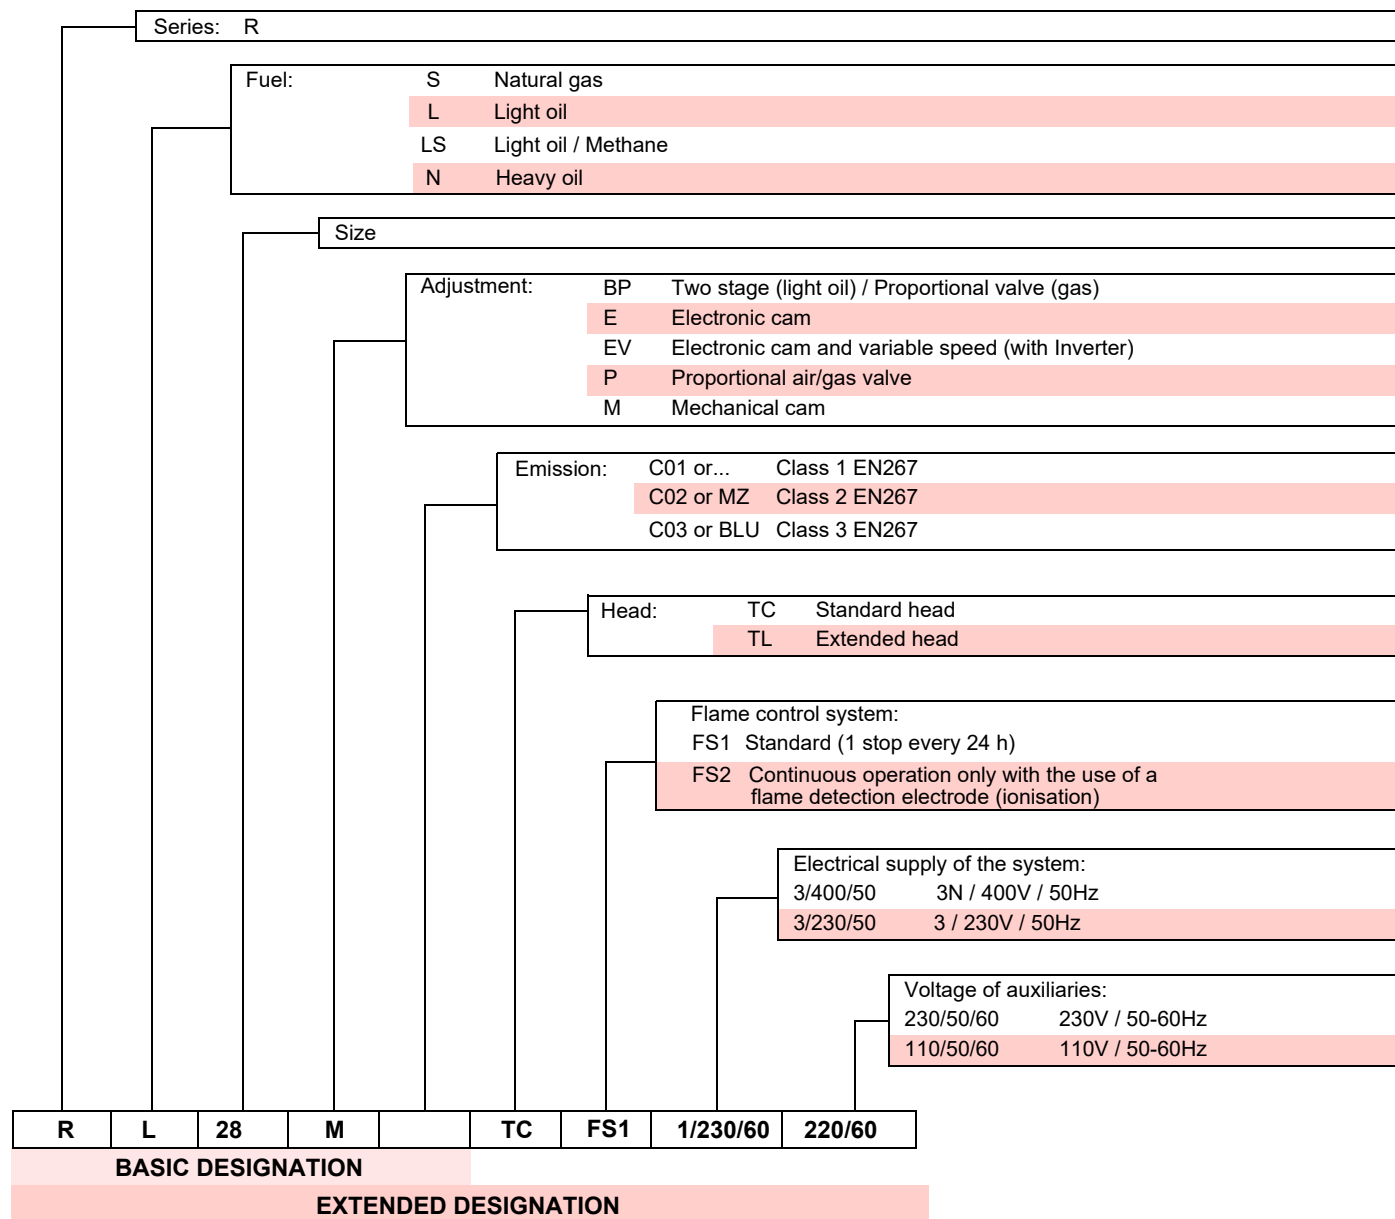 Series: R
Fuel: S Natural gas
L Light oil
LS Light oil / Methane
N Heavy oil
Size
Adjustment: BP Two stage (light oil) / Proportional valve (gas)
E Electronic cam
EV Electronic cam and variable speed (with Inverter)
P Proportional air/gas valve
M Mechanical cam
Emission: C01 or... Class 1 EN267
C02 or MZ Class 2 EN267
C03 or BLU Class 3 EN267
Head: TC Standard head
TL Extended head
Flame control system:
FS1 Standard (1 stop every 24 h)
FS2 Continuous operation only with the use of a
flame detection electrode (ionisation)
Electrical supply of the system:
3/400/50 3N / 400V / 50Hz
3/230/50 3 / 230V / 50Hz
Voltage of auxiliaries:
230/50/60 230V / 50-60Hz
110/50/60 110V / 50-60Hz
R L 28 M TC FS1 1/230/60 220/60
BASIC DESIGNATION
EXTENDED DESIGNATION